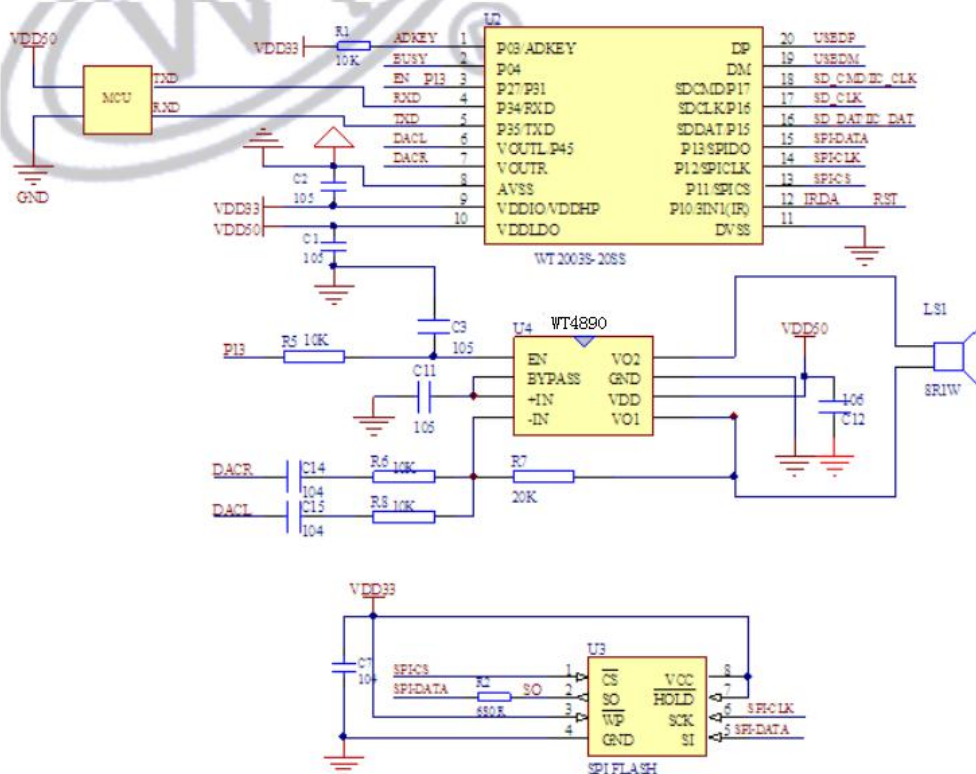 U2
VDD50
VDD33
R1
10K
ADKEY 1 P03/ADKEY DP 20 USBDP
BUSY 2 P04 DM 19 USBDM
EN P13 3 P27/P31 SDCMD.P17 18 SD_CMD IIC_CLK
RXD 4 P34/RXD SDCLK.P16 17 SD_CLK
TXD 5 P35/TXD SDDAT.P15 16 SD_DAT IIC_DAT
DACL 6 VOUTL.P45 P13SPIDO 15 SPI-DATA
DACR 7 VOUTR P12SPICLK 14 SPI-CLK
8 AVSS P11/SPICS 13 SPI-CS
VDD33 9 VDDIO/VDDHP P10/3IN1(IR) 12 IRDA RST
VDD50 10 VDDLDO DVSS 11
MCU
TXD
RXD
GND
C2
105
C1
105
WT2003S-20SS
U4 WT4890
P13
R5 10K
C3
105
EN VO2
BYPASS GND
+IN VDD
-IN VO1
C11
105
VDD50
106
C12
LS1
8R1W
DACR
C14
104
R6 10K
R7
20K
DACL
C15
104
R8 10K
VDD33
C7
104
U3
SPI-CS 1 CS VCC 8
SPI-DATA R2 SO 2 SO HOLD 7
680R 3 WP SCK 6 SPI-CLK
4 GND SI 5 SPI-DATA
SPI FLASH